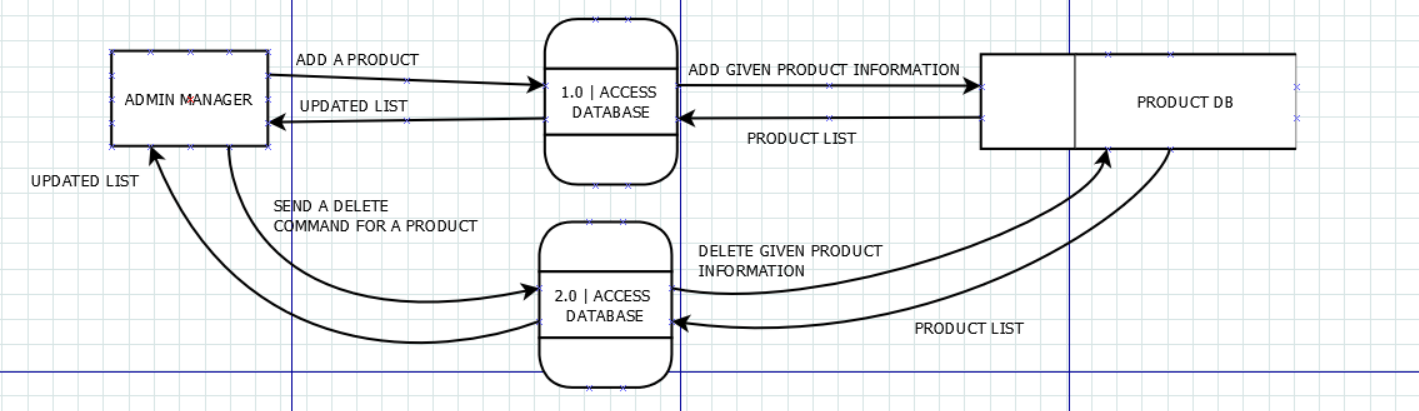 ADD A PRODUCT
ADMIN MANAGER
UPDATED LIST
1.0 | ACCESS
DATABASE
ADD GIVEN PRODUCT INFORMATION
PRODUCT LIST
PRODUCT DB
UPDATED LIST
SEND A DELETE
COMMAND FOR A PRODUCT
2.0 | ACCESS
DATABASE
DELETE GIVEN PRODUCT
INFORMATION
PRODUCT LIST